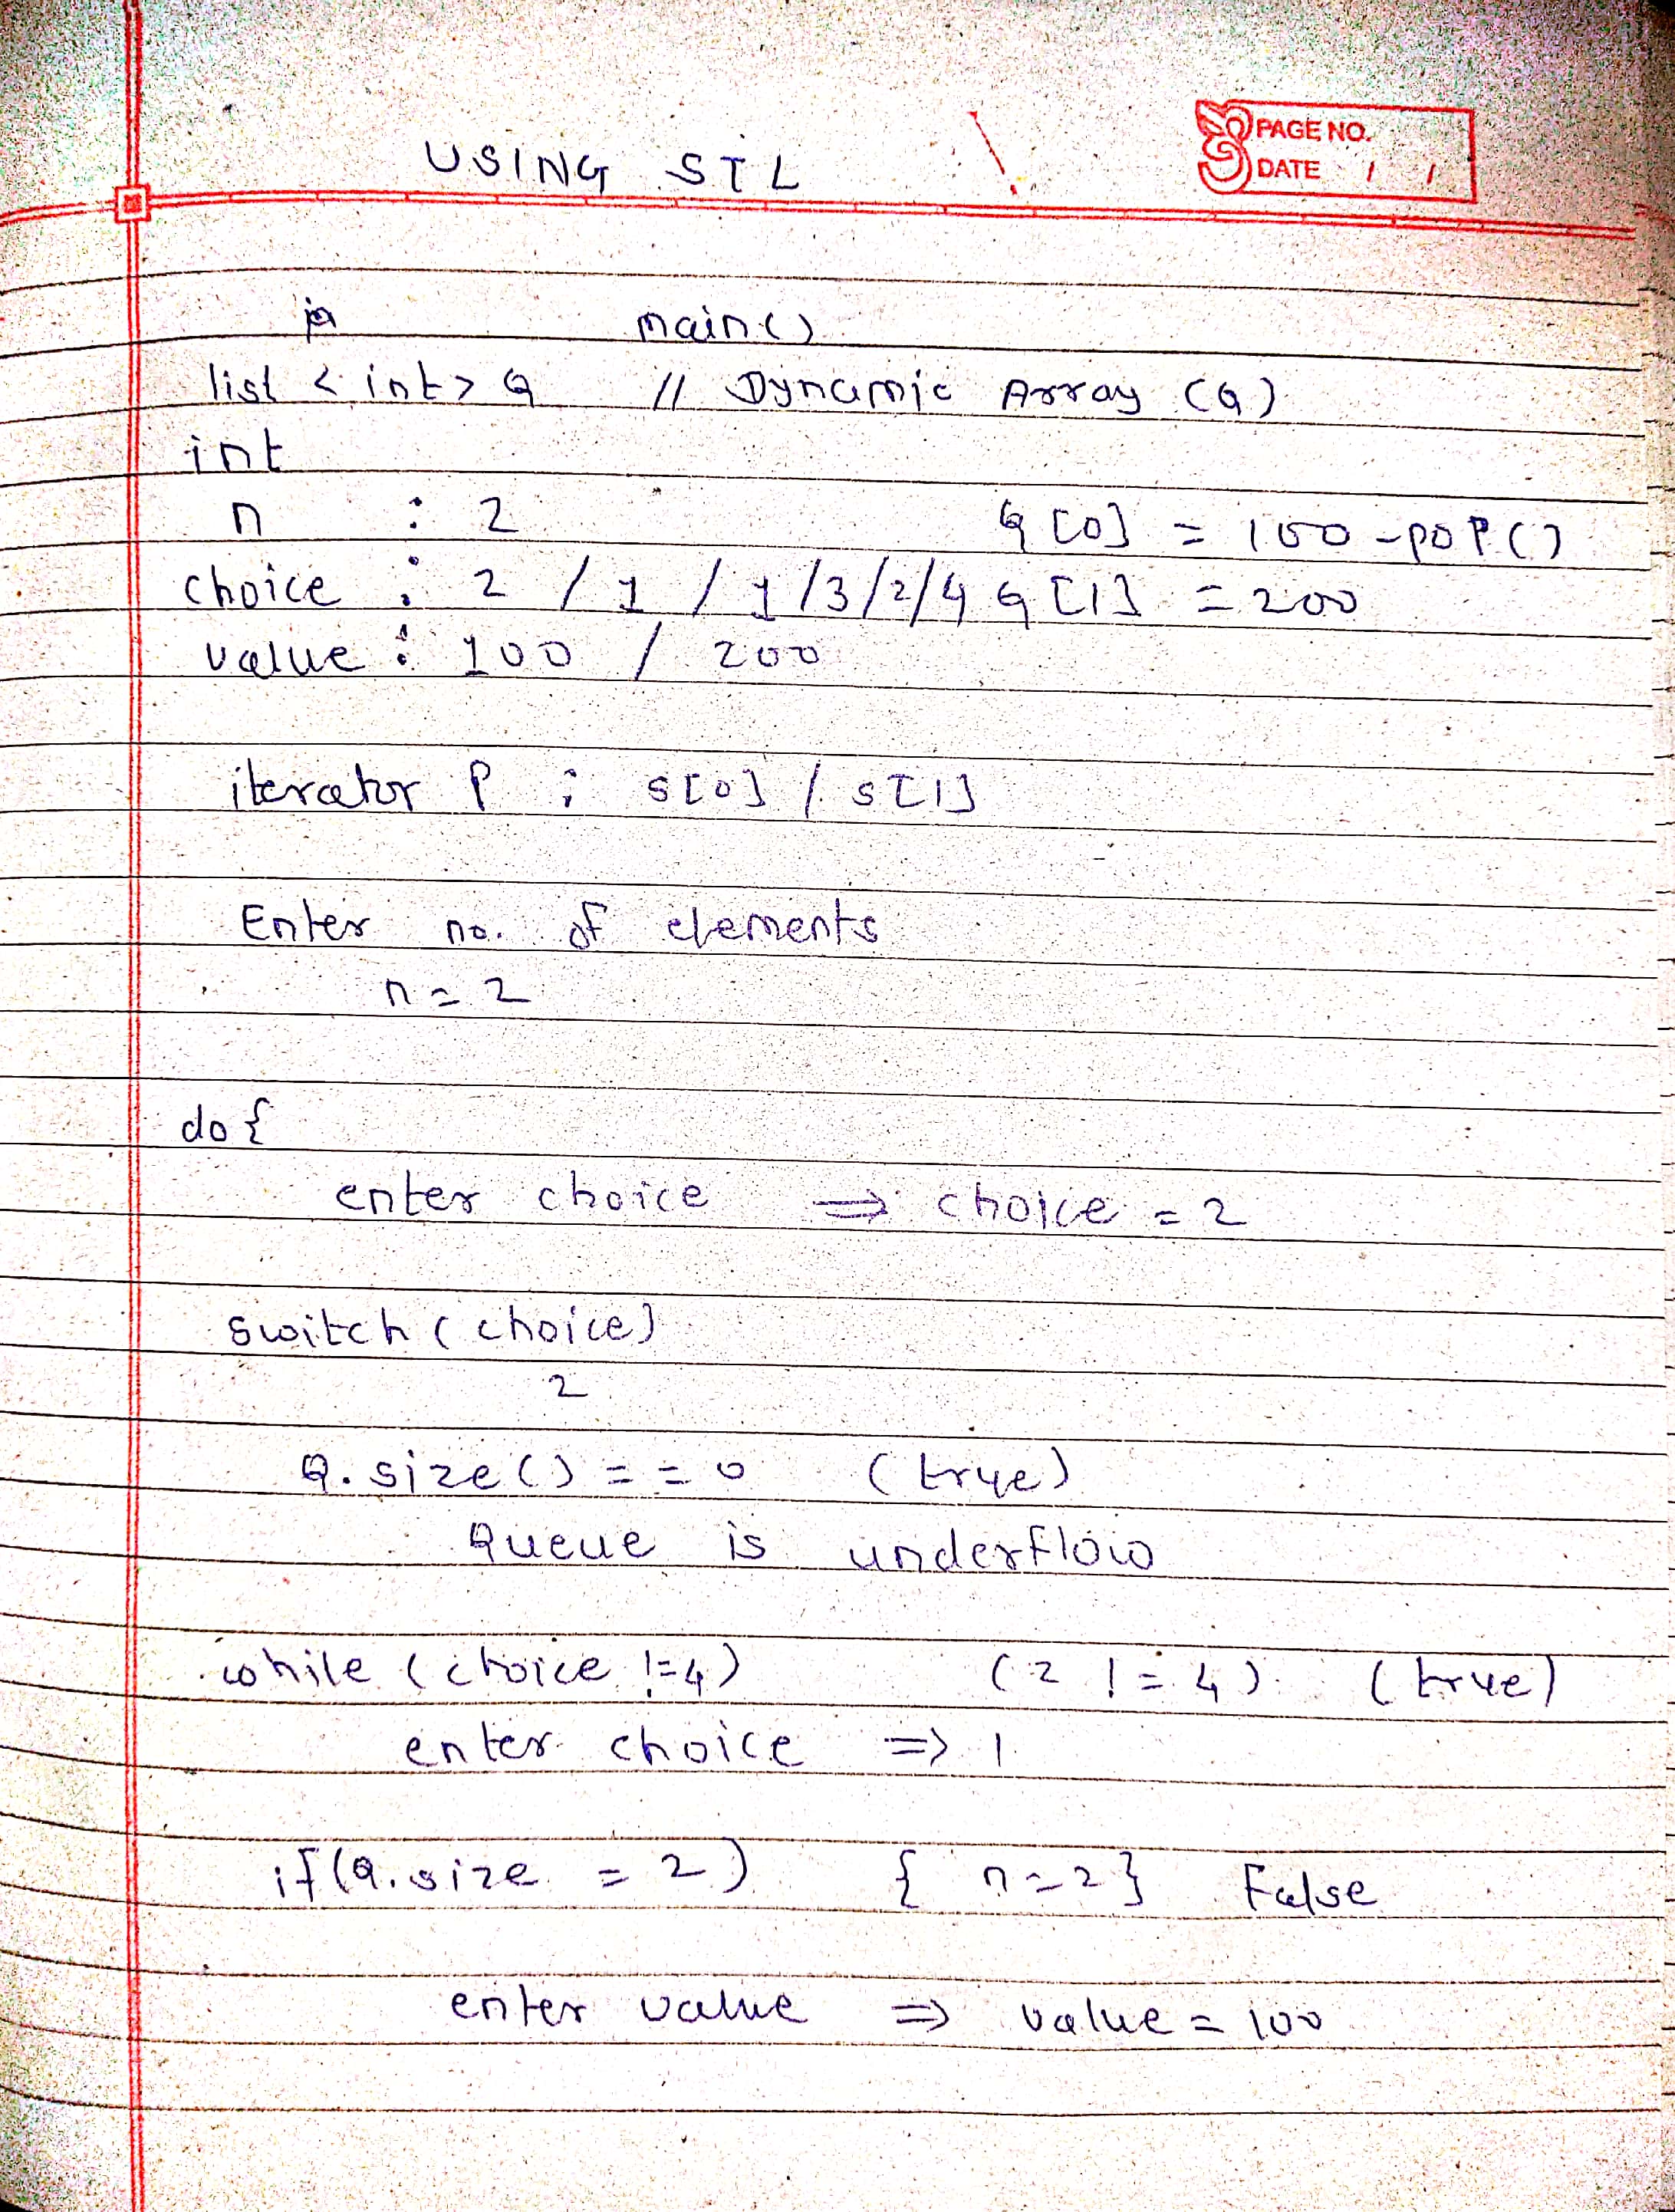 USING STL
PAGE NO.
DATE / /
main()
list < int > Q // Dynamic Array (Q)
int
n : 2 Q[0] = 100 - POP()
choice : 2 / 1 / 1 / 3 / 2 / 4 Q[1] = 200
value : 100 / 200
iterator P : S[0] / S[1]
Enter no. of elements
n = 2
do {
enter choice => choice = 2
switch ( choice )
2
Q.size() == 0 (true)
Queue is underflow
while ( choice != 4 ) ( 2 != 4 ) (true)
enter choice => 1
if (Q.size = 2) { n = 2 } False
enter value => value = 100